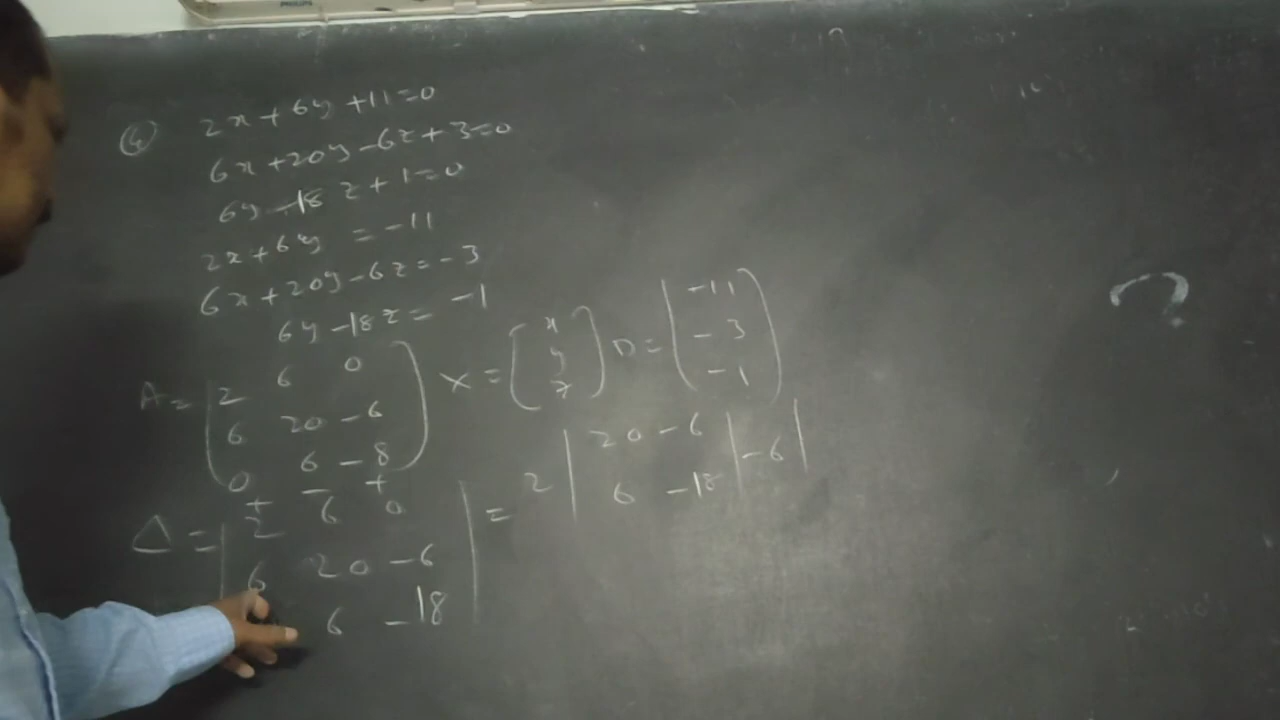 PHILIPS
④ 2x + 6y + 11 = 0
6x + 20y - 6z + 3 = 0
6y - 18z + 1 = 0
2x + 6y = -11
6x + 20y - 6z = -3
6y - 18z = -1
A = ( 2 6 0
6 20 -6
0 6 -8 )
X = ( x
y
z )
D = ( -11
-3
-1 )
+ - +
Δ = | 2 6 0
6 20 -6
6 -18 |
= 2 | 20 -6
6 -18 | -6 |
?